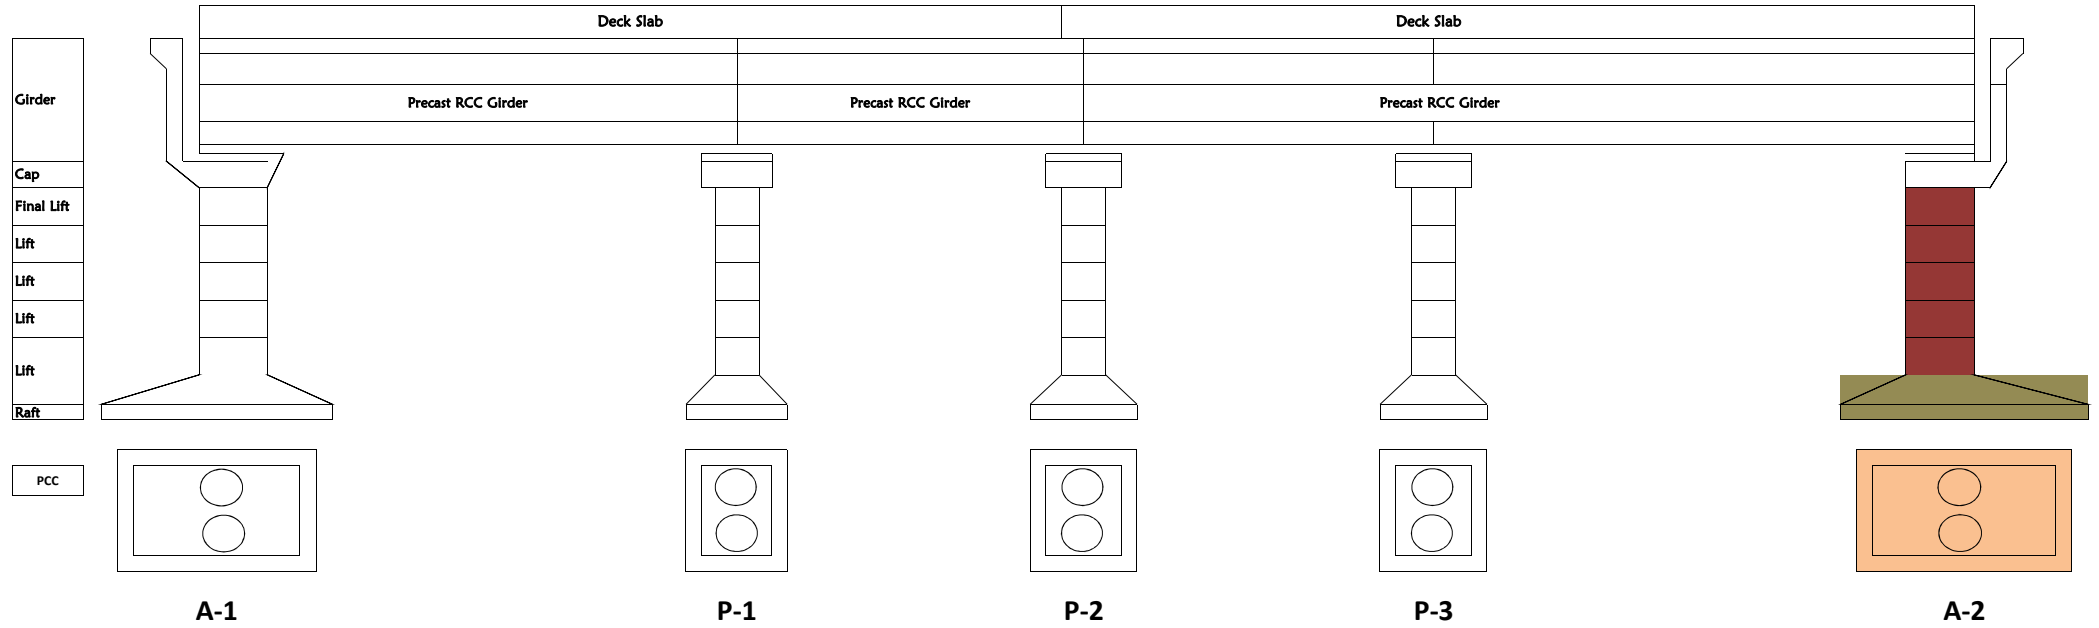 Deck Slab Deck Slab
Girder
Precast RCC Girder Precast RCC Girder Precast RCC Girder
Cap
Final Lift
Lift
Lift
Lift
Lift
Raft
PCC
A-1 P-1 P-2 P-3 A-2